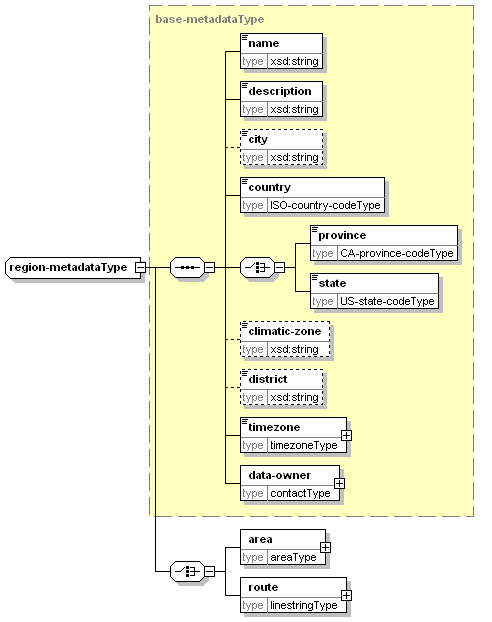 base-metadataType
name
type xsd:string
description
type xsd:string
city
type xsd:string
country
type ISO-country-codeType
province
type CA-province-codeType
region-metadataType
state
type US-state-codeType
climatic-zone
type xsd:string
district
type xsd:string
timezone
type timezoneType
data-owner
type contactType
area
type areaType
route
type linestringType